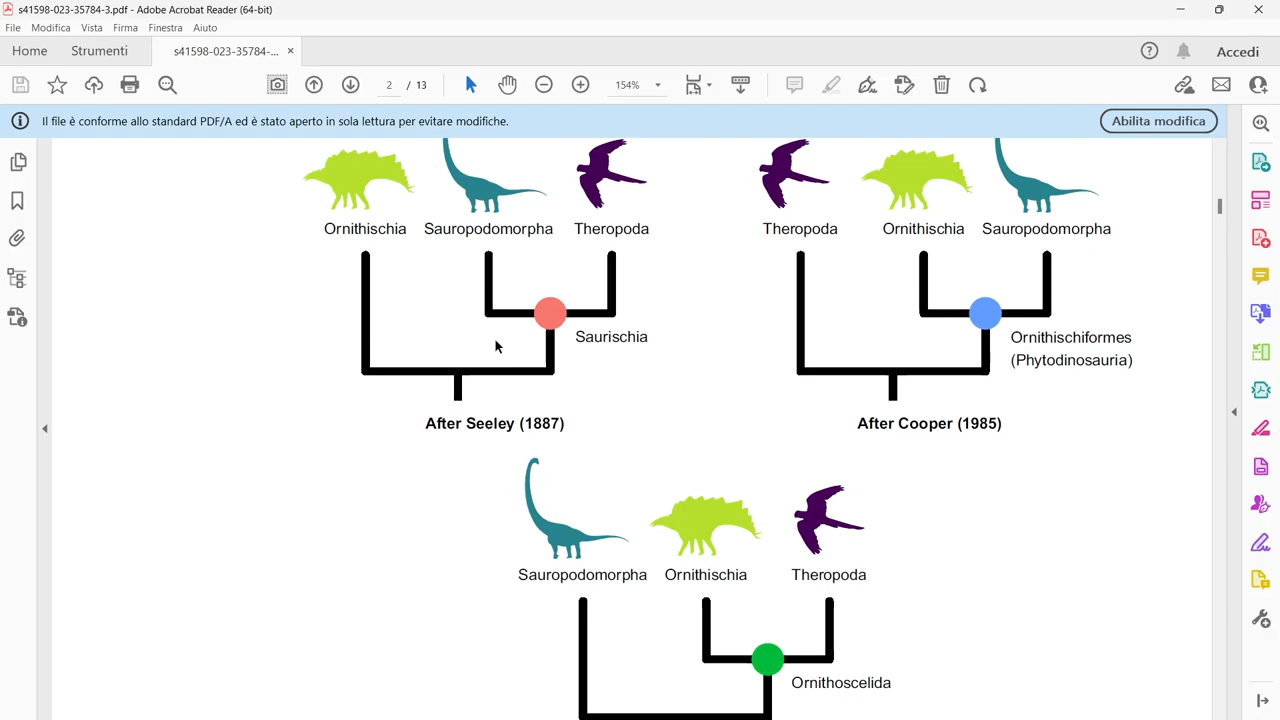 s41598-023-35784-3.pdf - Adobe Acrobat Reader (64-bit)
File Modifica Vista Firma Finestra Aiuto
Home Strumenti s41598-023-35784-... × Accedi
2 / 13 154%
Il file è conforme allo standard PDF/A ed è stato aperto in sola lettura per evitare modifiche. Abilita modifica
Ornithischia Sauropodomorpha Theropoda Theropoda Ornithischia Sauropodomorpha
Saurischia Ornithischiformes
(Phytodinosauria)
After Seeley (1887) After Cooper (1985)
Sauropodomorpha Ornithischia Theropoda
Ornithoscelida